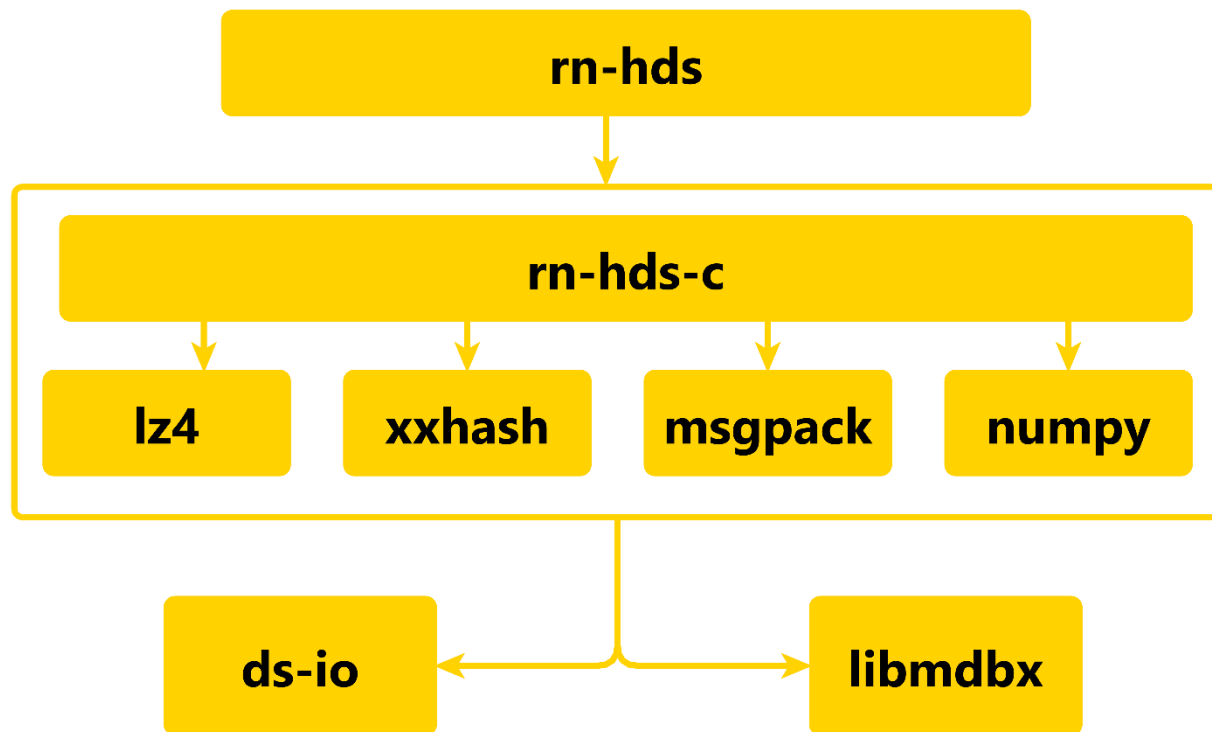 rn-hds
rn-hds-c
lz4
xxhash
msgpack
numpy
ds-io
libmdbx